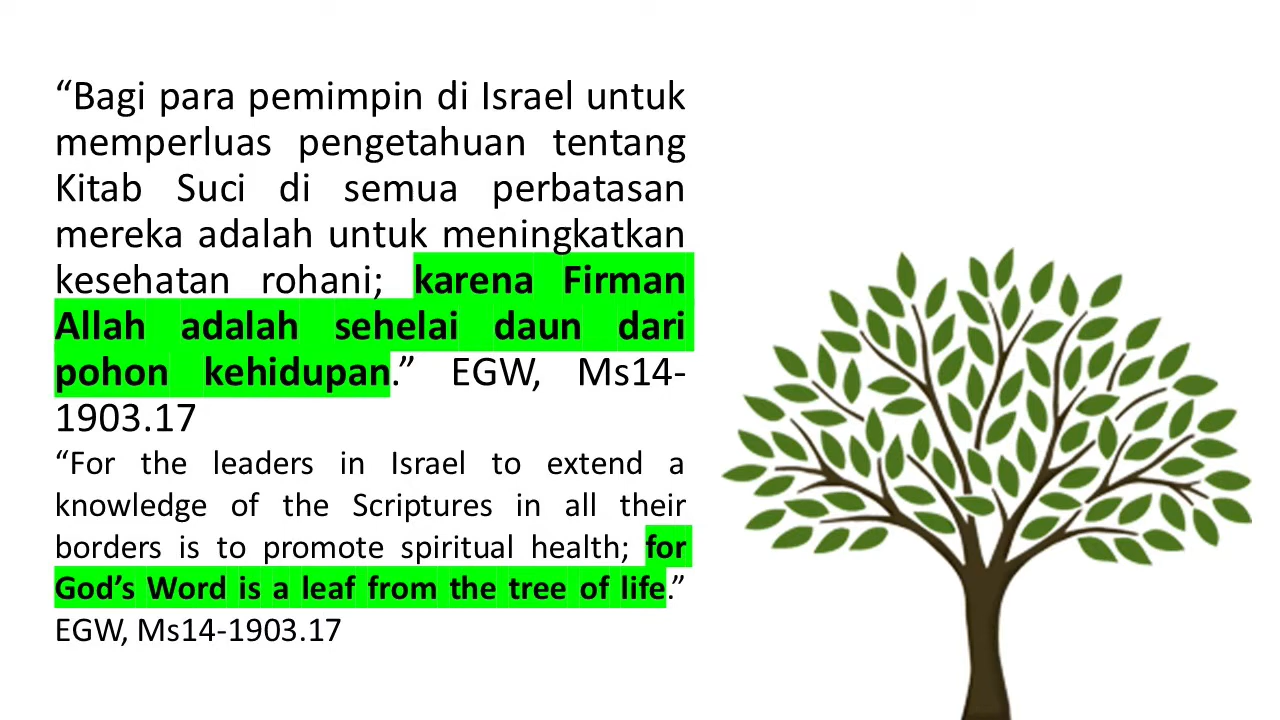 “Bagi para pemimpin di Israel untuk
memperluas pengetahuan tentang
Kitab Suci di semua perbatasan
mereka adalah untuk meningkatkan
kesehatan rohani; karena Firman
Allah adalah sehelai daun dari
pohon kehidupan.” EGW, Ms14-
1903.17
“For the leaders in Israel to extend a
knowledge of the Scriptures in all their
borders is to promote spiritual health; for
God’s Word is a leaf from the tree of life.”
EGW, Ms14-1903.17